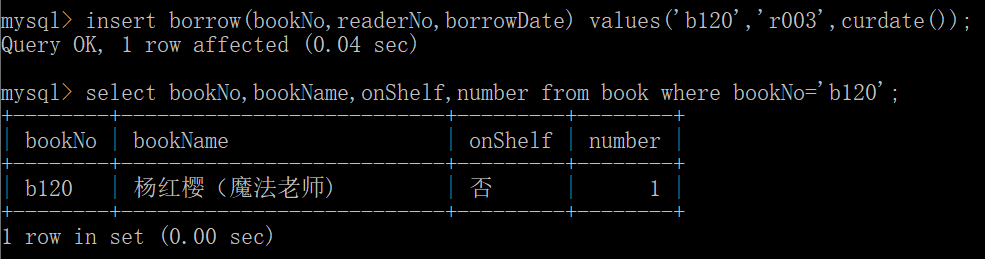 mysql> insert borrow(bookNo,readerNo,borrowDate) values('b120','r003',curdate());
Query OK, 1 row affected (0.04 sec)
mysql> select bookNo,bookName,onShelf,number from book where bookNo='b120';
+--------+---------------------------+---------+--------+
| bookNo | bookName | onShelf | number |
+--------+---------------------------+---------+--------+
| b120 | 杨红樱（魔法老师) | 否 | 1 |
+--------+---------------------------+---------+--------+
1 row in set (0.00 sec)